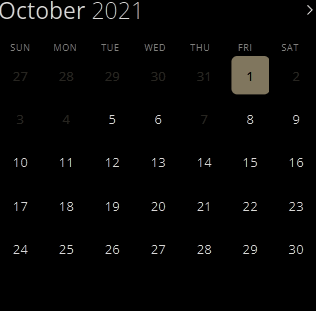 October 2021
SUN MON TUE WED THU FRI SAT
27 28 29 30 31 1 2
3 4 5 6 7 8 9
10 11 12 13 14 15 16
17 18 19 20 21 22 23
24 25 26 27 28 29 30